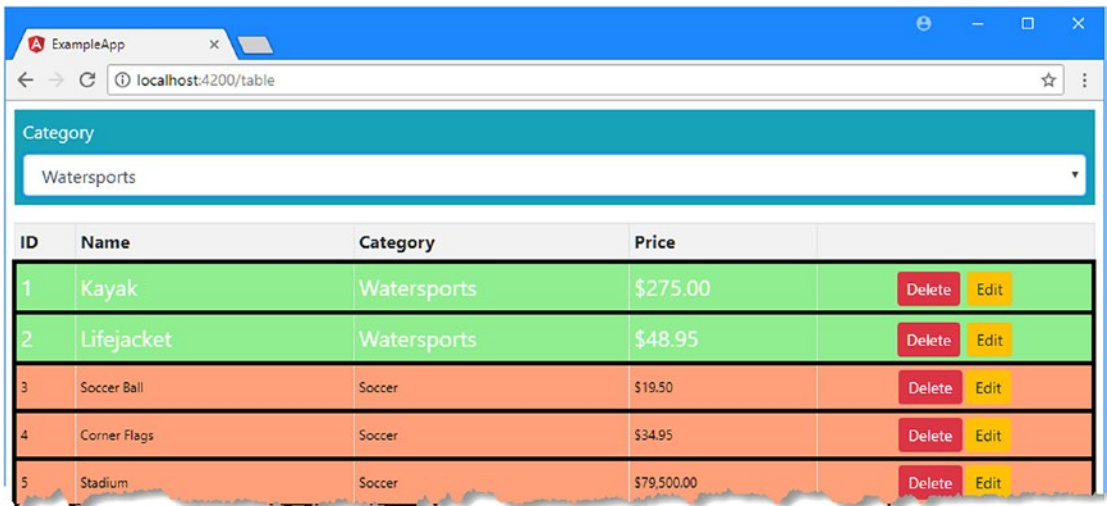 ExampleApp
localhost:4200/table
Category
Watersports
ID Name Category Price
1 Kayak Watersports $275.00 Delete Edit
2 Lifejacket Watersports $48.95 Delete Edit
3 Soccer Ball Soccer $19.50 Delete Edit
4 Corner Flags Soccer $34.95 Delete Edit
5 Stadium Soccer $79,500.00 Delete Edit